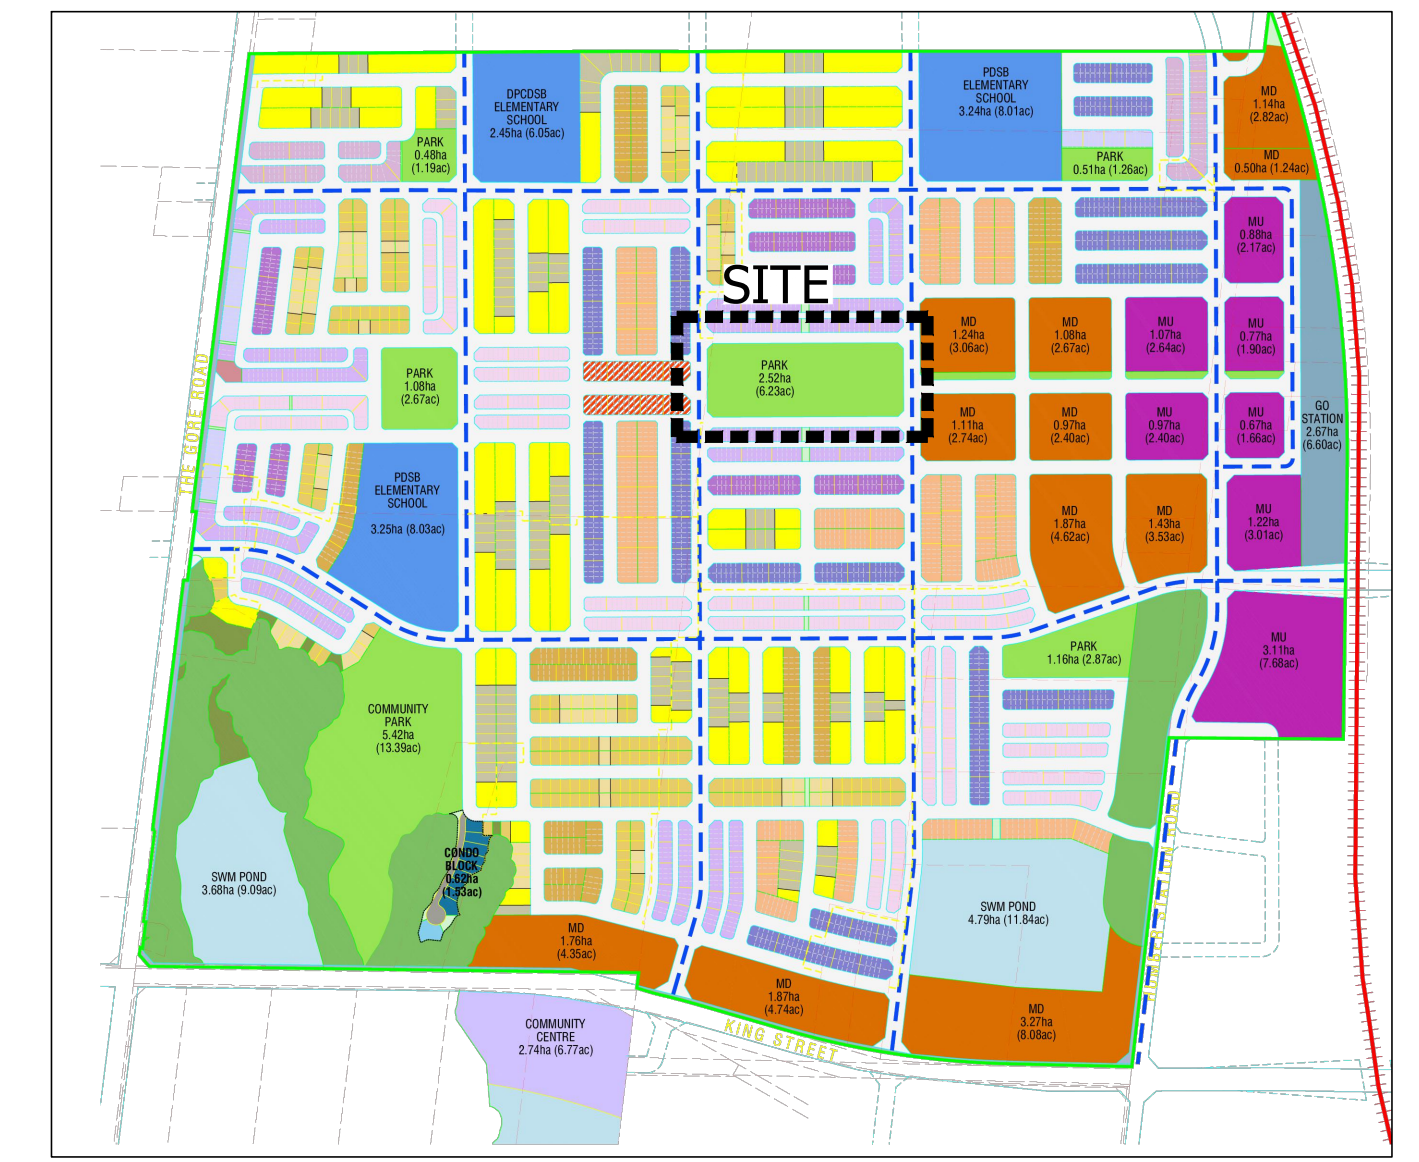 DPCDSB
ELEMENTARY
SCHOOL
2.45ha (6.05ac)
PDSB
ELEMENTARY
SCHOOL
3.24ha (8.01ac)
MD
1.14ha
(2.82ac)
PARK
0.48ha
(1.19ac)
PARK
0.51ha (1.26ac)
MD
0.50ha (1.24ac)
MU
0.88ha
(2.17ac)
SITE
MD
1.24ha
(3.06ac)
MD
1.08ha
(2.67ac)
MU
1.07ha
(2.64ac)
MU
0.77ha
(1.90ac)
PARK
2.52ha
(6.23ac)
PARK
1.08ha
(2.67ac)
THE GORE ROAD
MD
1.11ha
(2.74ac)
MD
0.97ha
(2.40ac)
MU
0.97ha
(2.40ac)
MU
0.67ha
(1.66ac)
GO
STATION
2.67ha
(6.60ac)
PDSB
ELEMENTARY
SCHOOL
3.25ha (8.03ac)
MD
1.87ha
(4.62ac)
MD
1.43ha
(3.53ac)
MU
1.22ha
(3.01ac)
PARK
1.16ha (2.87ac)
MU
3.11ha
(7.68ac)
COMMUNITY
PARK
5.42ha
(13.39ac)
HUMBER STATION ROAD
CONDO
BLOCK
0.62ha
(1.53ac)
SWM POND
3.68ha (9.09ac)
SWM POND
4.79ha (11.84ac)
MD
1.76ha
(4.35ac)
MD
1.87ha
(4.74ac)
MD
3.27ha
(8.08ac)
KING STREET
COMMUNITY
CENTRE
2.74ha (6.77ac)